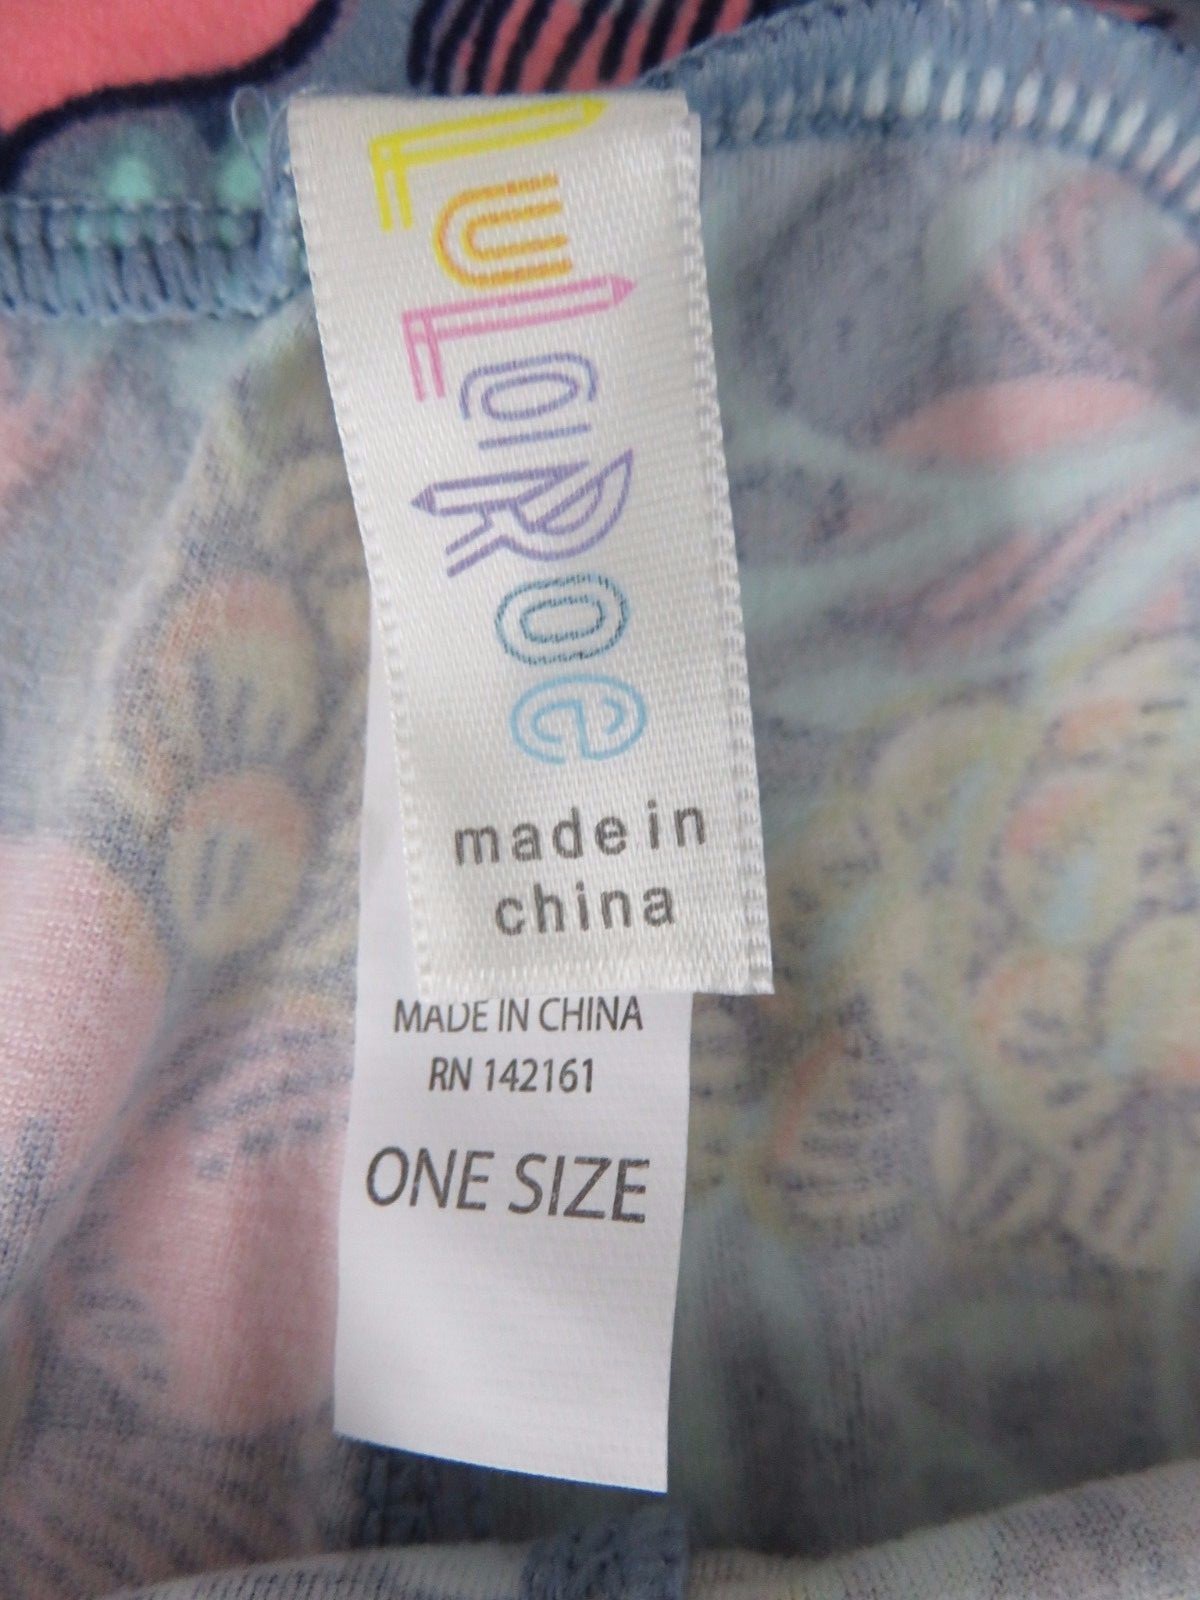 LuLaRoe
made in
china
MADE IN CHINA
RN 142161
ONE SIZE